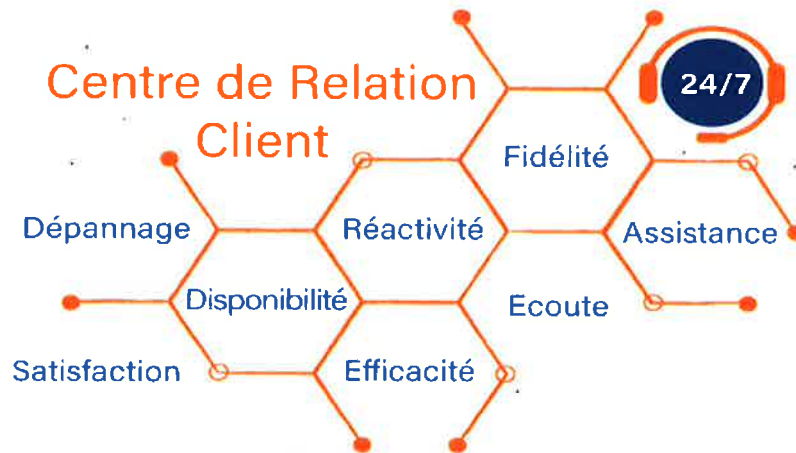 Centre de Relation
Client
24/7
Fidélité
Dépannage
Réactivité
Assistance
Disponibilité
Ecoute
Satisfaction
Efficacité